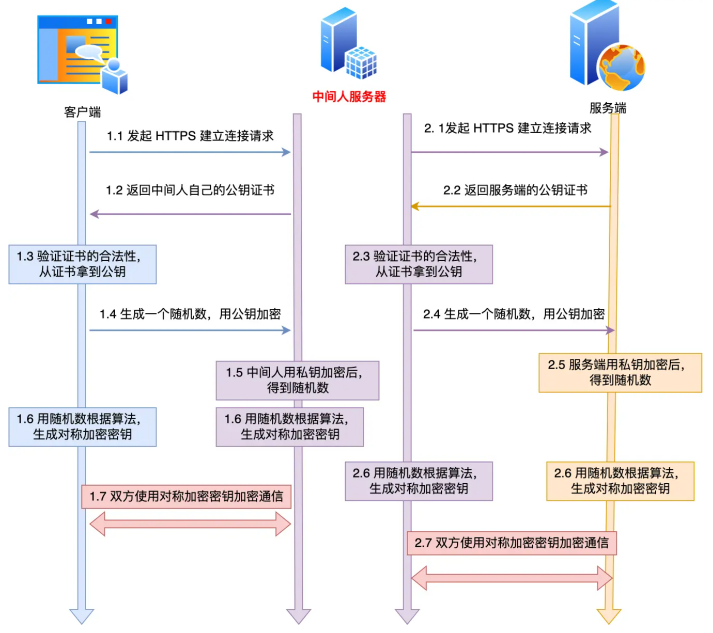 客户端
中间人服务器
服务端
1.1 发起 HTTPS 建立连接请求
2. 1发起 HTTPS 建立连接请求
1.2 返回中间人自己的公钥证书
2.2 返回服务端的公钥证书
1.3 验证证书的合法性，
从证书拿到公钥
2.3 验证证书的合法性，
从证书拿到公钥
1.4 生成一个随机数，用公钥加密
2.4 生成一个随机数，用公钥加密
1.5 中间人用私钥加密后，
得到随机数
2.5 服务端用私钥加密后，
得到随机数
1.6 用随机数根据算法，
生成对称加密密钥
1.6 用随机数根据算法，
生成对称加密密钥
2.6 用随机数根据算法，
生成对称加密密钥
2.6 用随机数根据算法，
生成对称加密密钥
1.7 双方使用对称加密密钥加密通信
2.7 双方使用对称加密密钥加密通信